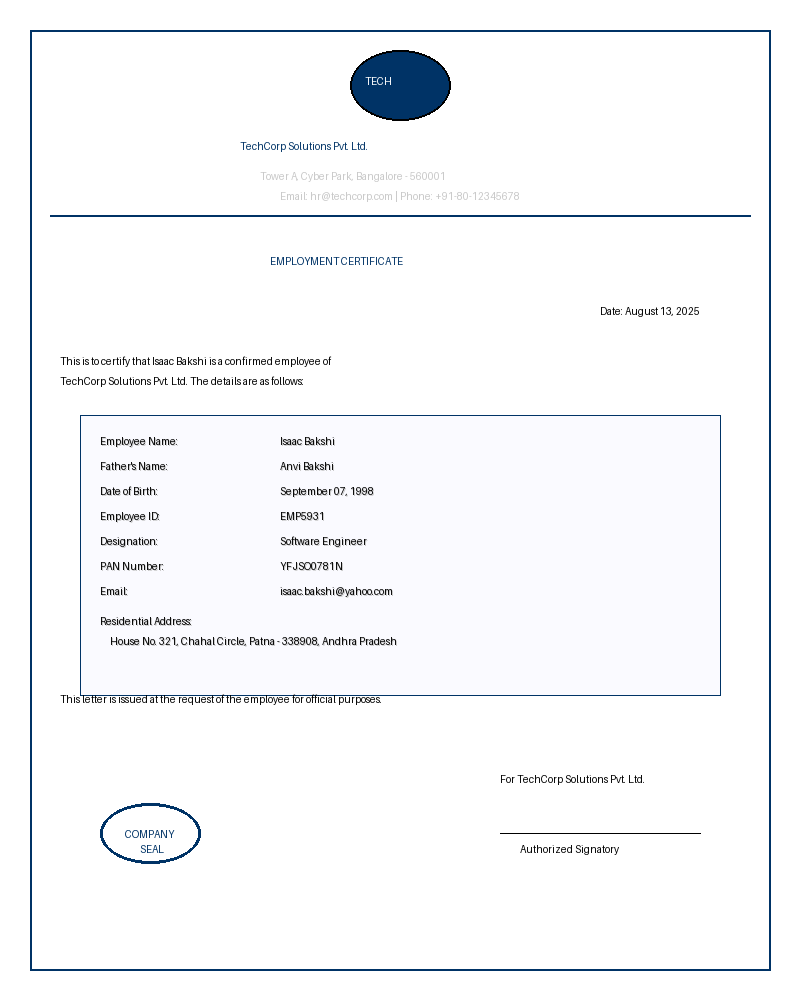 TECH
TechCorp Solutions Pvt. Ltd.
Tower A, Cyber Park, Bangalore - 560001
Email: hr@techcorp.com | Phone: +91-80-12345678
EMPLOYMENT CERTIFICATE
Date: August 13, 2025
This is to certify that Isaac Bakshi is a confirmed employee of
TechCorp Solutions Pvt. Ltd. The details are as follows:
Employee Name: Isaac Bakshi
Father's Name: Anvi Bakshi
Date of Birth: September 07, 1998
Employee ID: EMP5931
Designation: Software Engineer
PAN Number: YFJSO0781N
Email: isaac.bakshi@yahoo.com
Residential Address:
House No. 321, Chahal Circle, Patna - 338908, Andhra Pradesh
This letter is issued at the request of the employee for official purposes.
For TechCorp Solutions Pvt. Ltd.
COMPANY
SEAL
Authorized Signatory